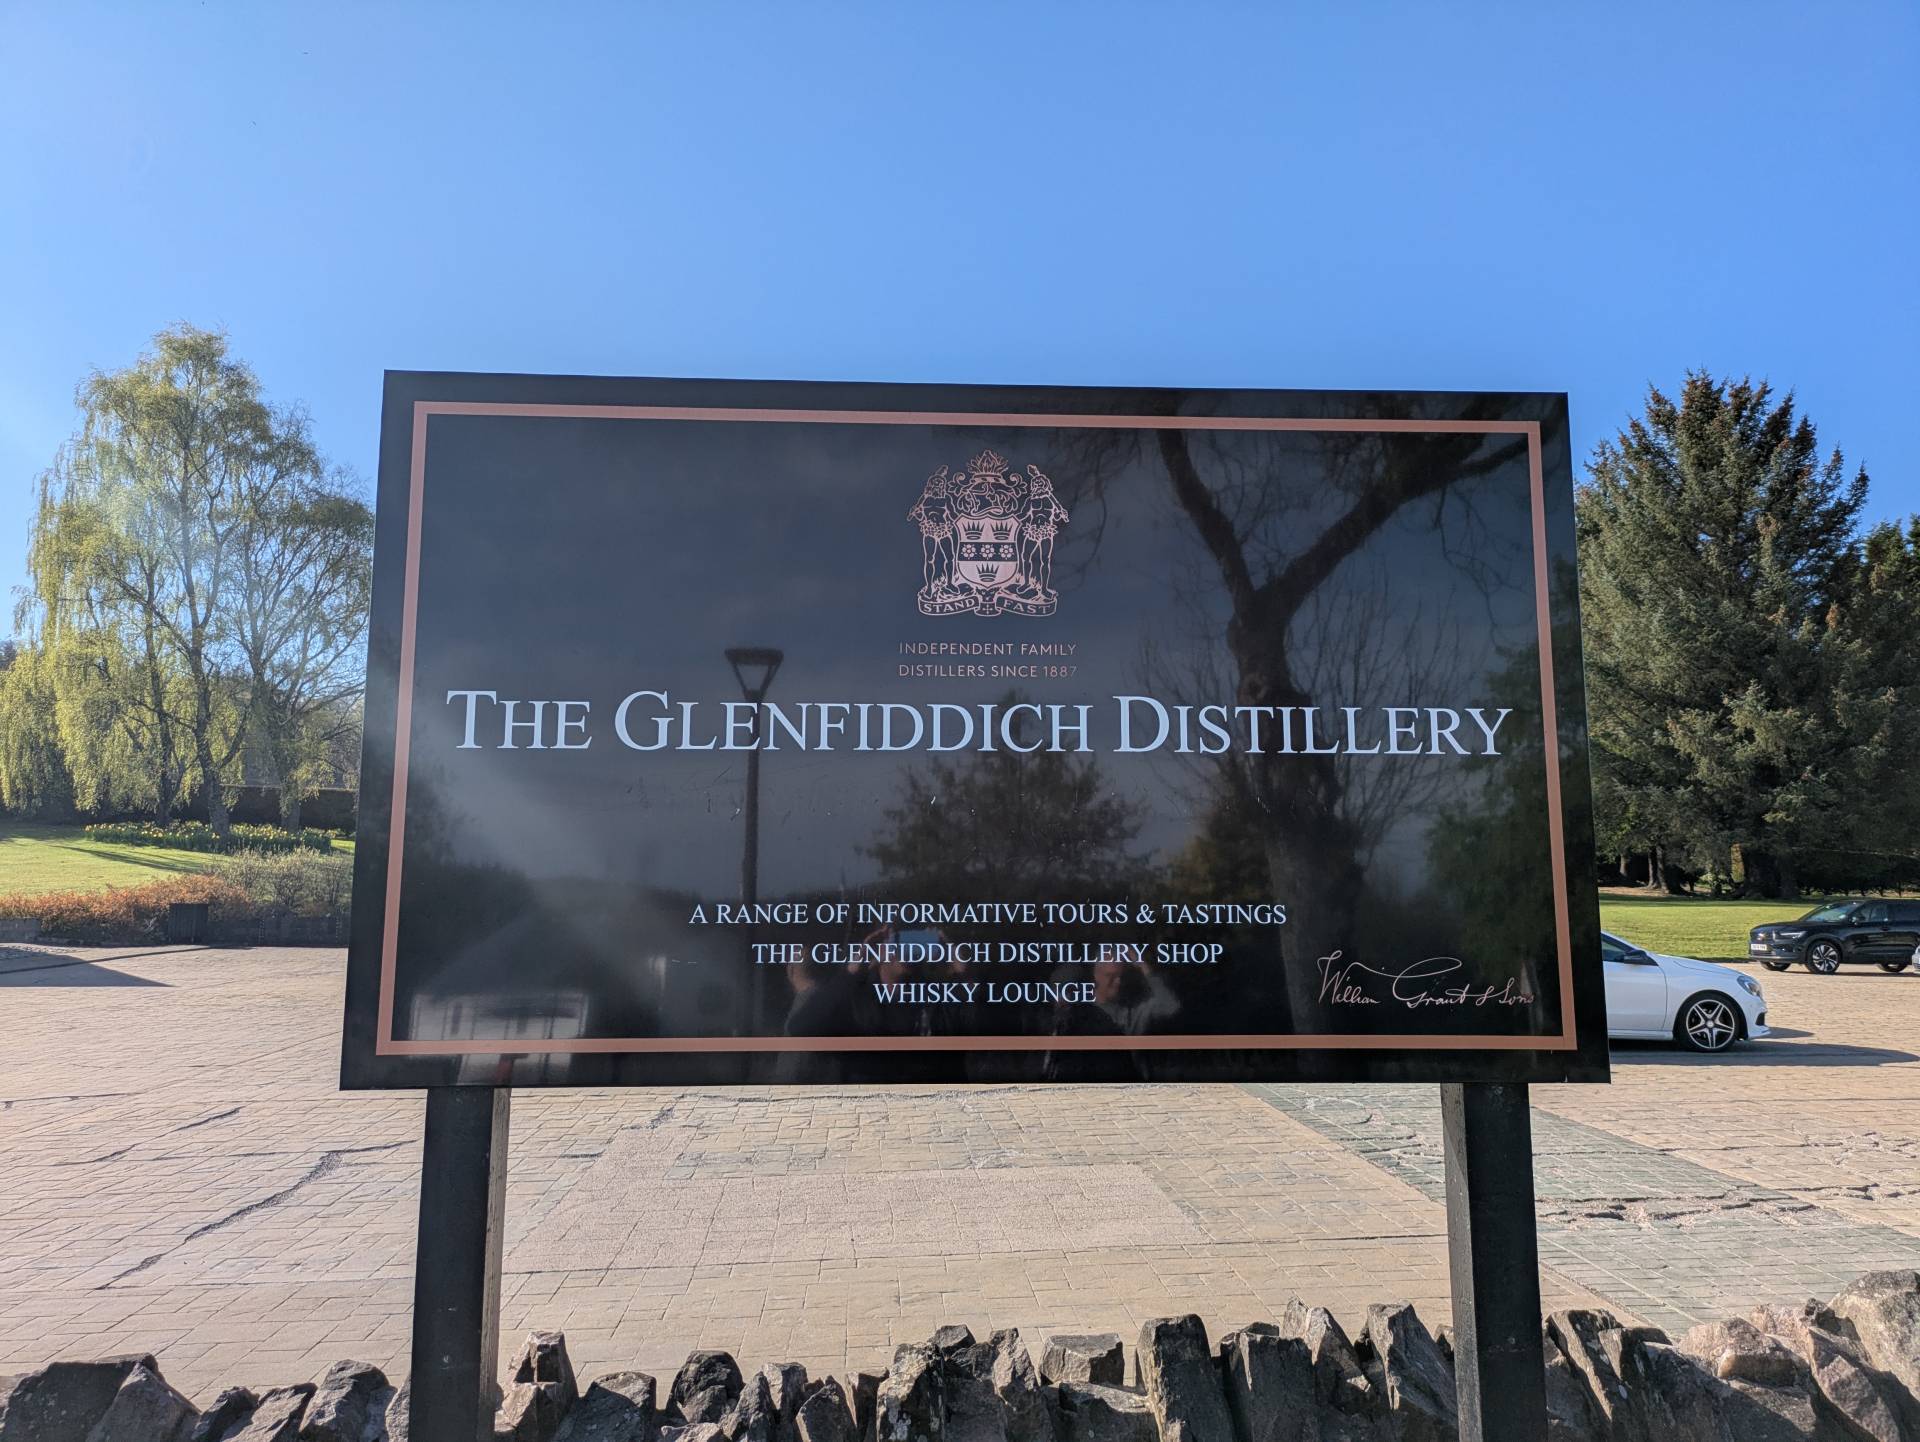 STAND FAST
INDEPENDENT FAMILY
DISTILLERS SINCE 1887
THE GLENFIDDICH DISTILLERY
A RANGE OF INFORMATIVE TOURS & TASTINGS
THE GLENFIDDICH DISTILLERY SHOP
WHISKY LOUNGE
William Grant & Sons